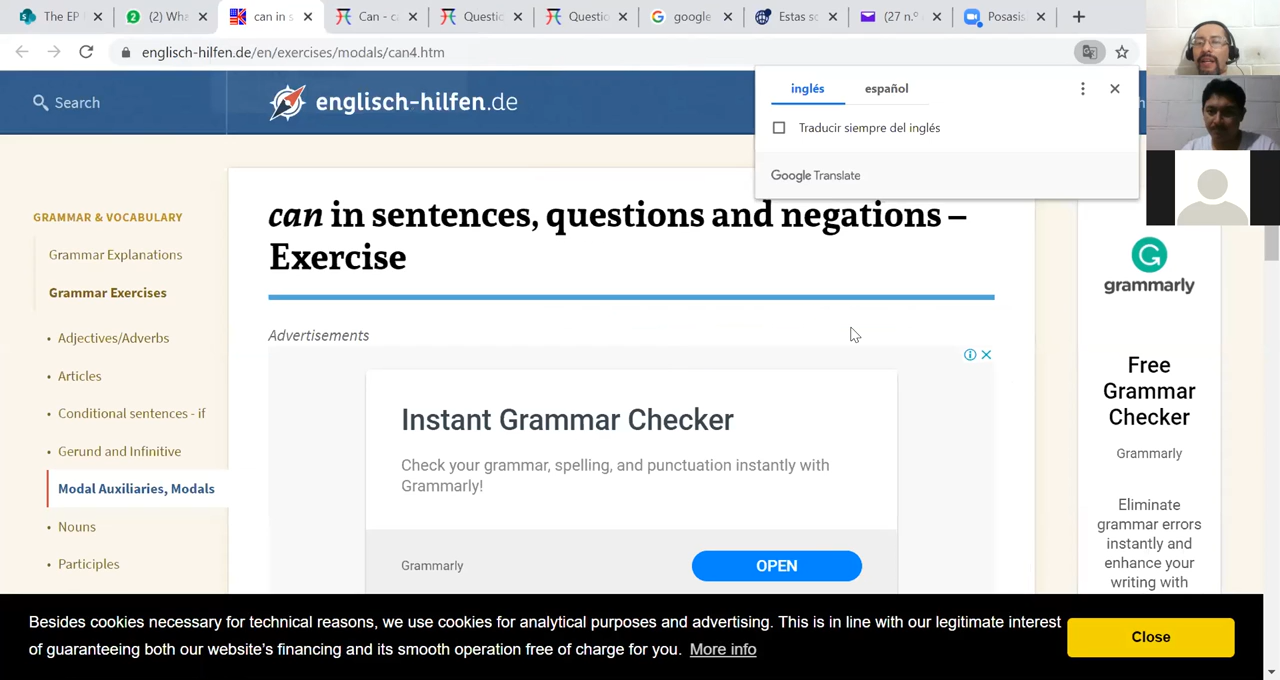 The EP
(2) Wha
can in s
Can - c
Questic
Questic
google
Estas sc
(27 n.º
Posasis
englisch-hilfen.de/en/exercises/modals/can4.htm
Search
englisch-hilfen.de
inglés
español
Traducir siempre del inglés
Google Translate
GRAMMAR & VOCABULARY
Grammar Explanations
Grammar Exercises
• Adjectives/Adverbs
• Articles
• Conditional sentences - if
• Gerund and Infinitive
Modal Auxiliaries, Modals
• Nouns
• Participles
can in sentences, questions and negations –
Exercise
Advertisements
Instant Grammar Checker
Check your grammar, spelling, and punctuation instantly with
Grammarly!
Grammarly
OPEN
grammarly
Free
Grammar
Checker
Grammarly
Eliminate
grammar errors
instantly and
enhance your
writing with
Besides cookies necessary for technical reasons, we use cookies for analytical purposes and advertising. This is in line with our legitimate interest
of guaranteeing both our website's financing and its smooth operation free of charge for you. More info
Close